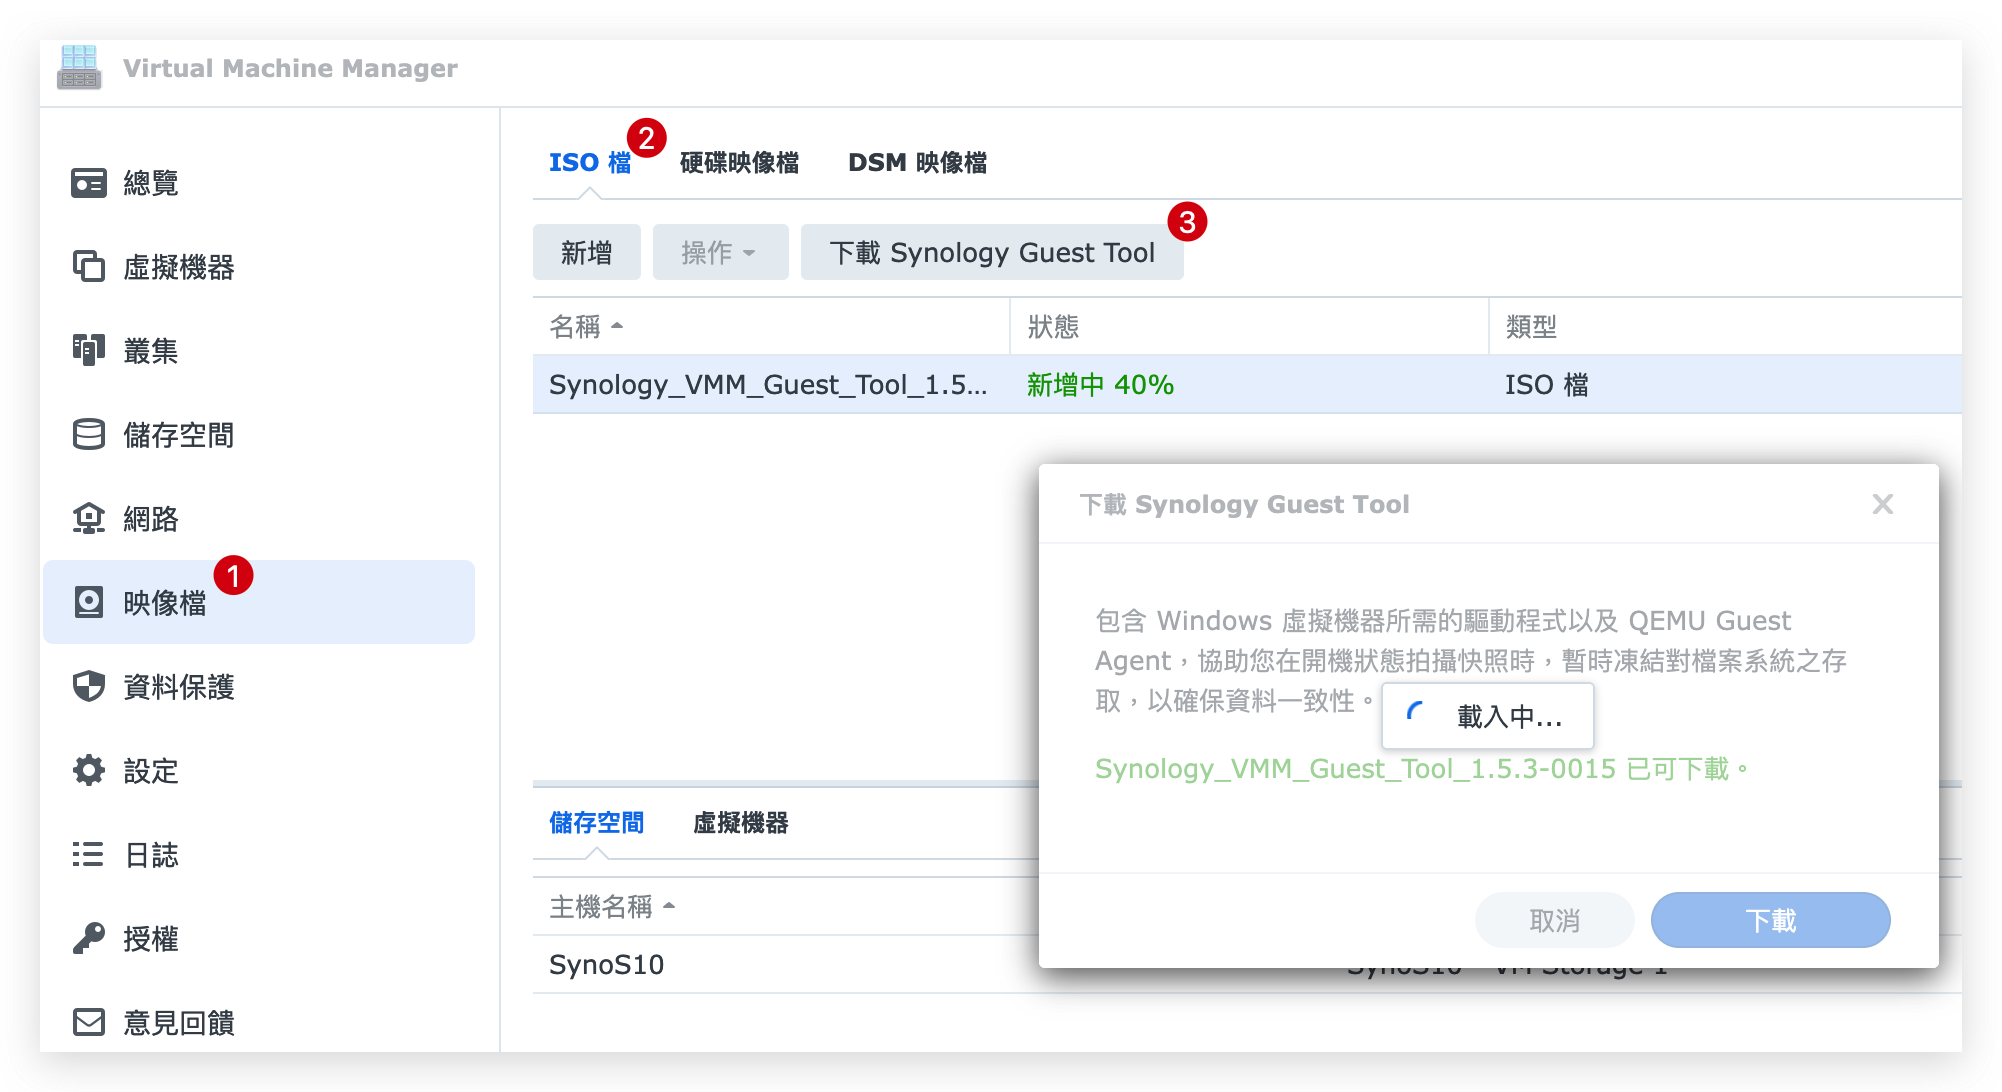 Virtual Machine Manager
總覽
虛擬機器
叢集
儲存空間
網路
映像檔 1
資料保護
設定
日誌
授權
意見回饋
ISO 檔 2 硬碟映像檔 DSM 映像檔
新增 操作 下載 Synology Guest Tool 3
名稱 狀態 類型
Synology_VMM_Guest_Tool_1.5... 新增中 40% ISO 檔
儲存空間 虛擬機器
主機名稱
SynoS10 SynoS10 - VM Storage 1
下載 Synology Guest Tool
包含 Windows 虛擬機器所需的驅動程式以及 QEMU Guest
Agent，協助您在開機狀態拍攝快照時，暫時凍結對檔案系統之存
取，以確保資料一致性。
載入中...
Synology_VMM_Guest_Tool_1.5.3-0015 已可下載。
取消 下載